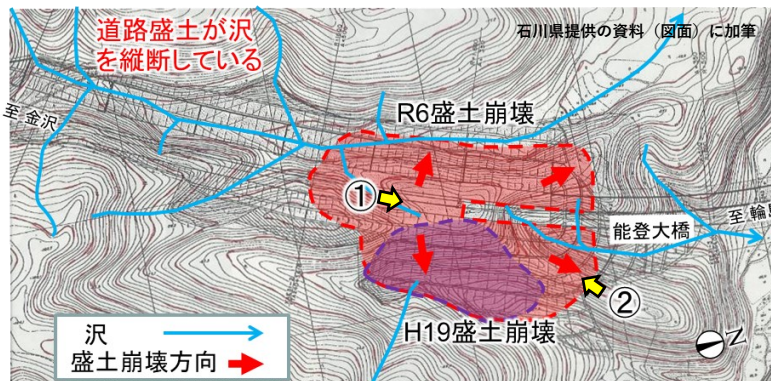 石川県提供の資料（図面）に加筆
道路盛土が沢
を縦断している
至 金沢
R6盛土崩壊
①
能登大橋
至 輪
②
H19盛土崩壊
沢
盛土崩壊方向
N